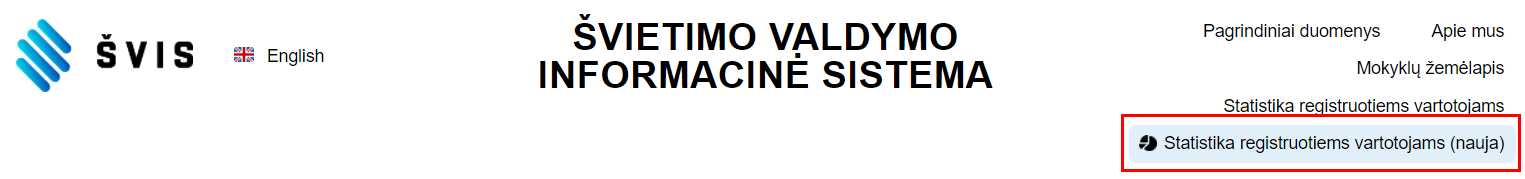 ŠVIS
English
ŠVIETIMO VALDYMO
INFORMACINĖ SISTEMA
Pagrindiniai duomenys Apie mus
Mokyklų žemėlapis
Statistika registruotiems vartotojams
Statistika registruotiems vartotojams (nauja)